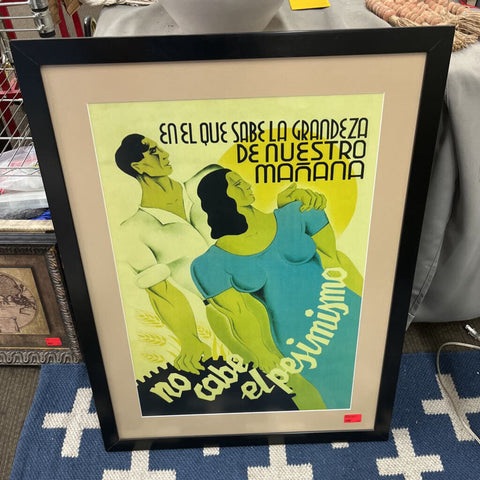 EN EL QUE SABE LA GRANDEZA
DE NUESTRO
MAÑANA
no cabe el pesimismo